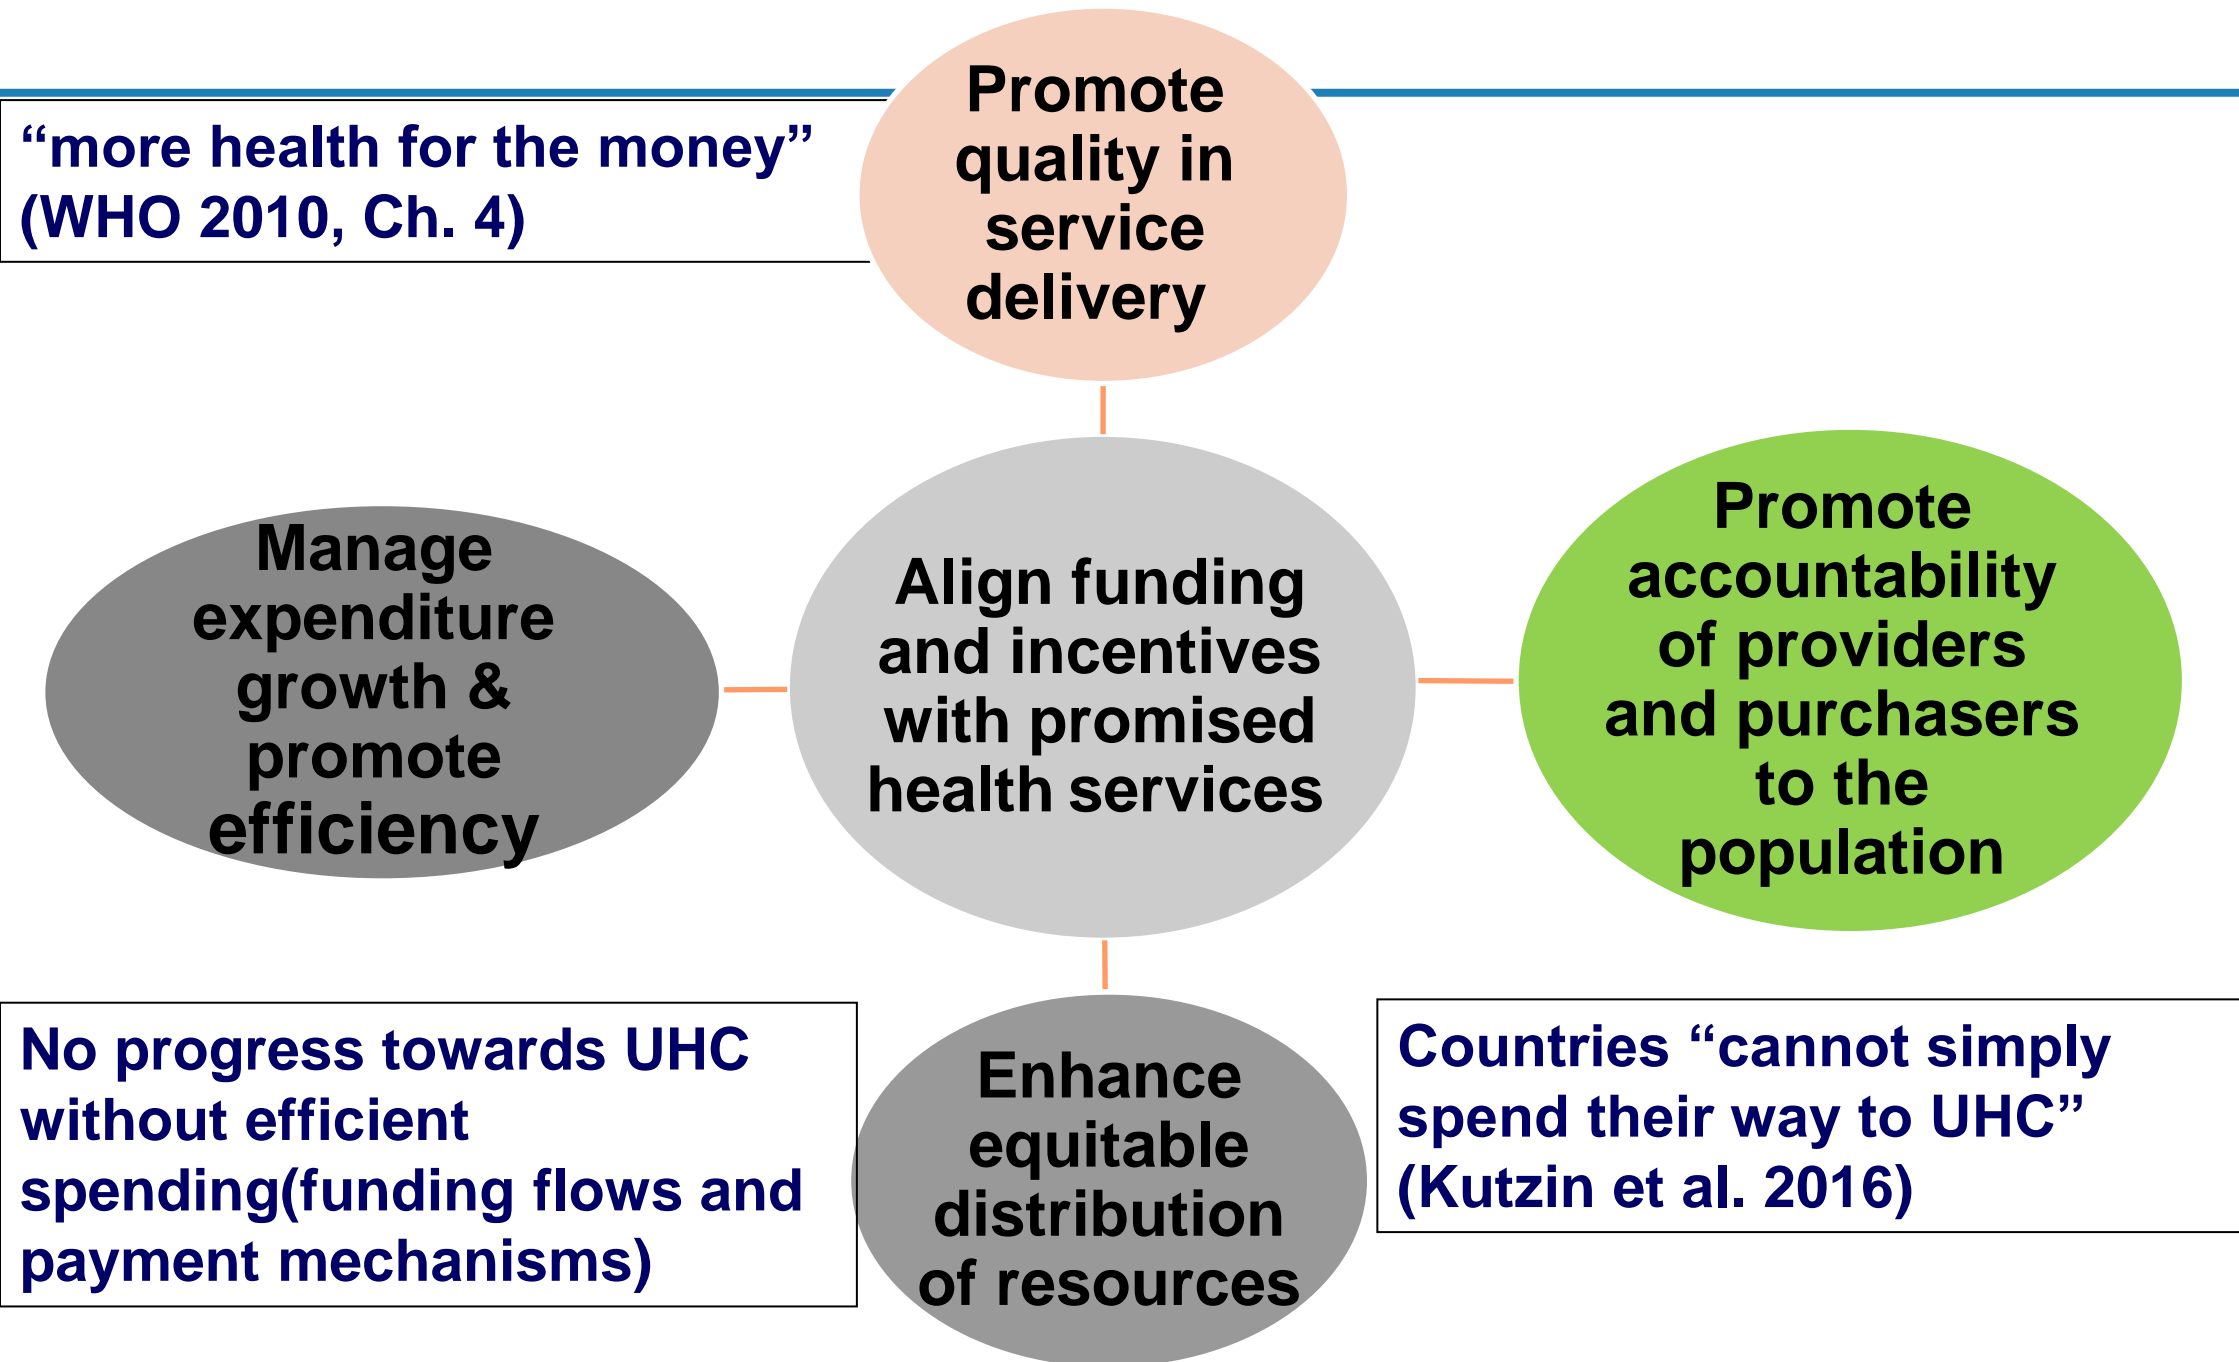 Promote
quality in
service
delivery
“more health for the money”
(WHO 2010, Ch. 4)
Manage
expenditure
growth &
promote
efficiency
Align funding
and incentives
with promised
health services
Promote
accountability
of providers
and purchasers
to the
population
No progress towards UHC
without efficient
spending(funding flows and
payment mechanisms)
Enhance
equitable
distribution
of resources
Countries “cannot simply
spend their way to UHC”
(Kutzin et al. 2016)